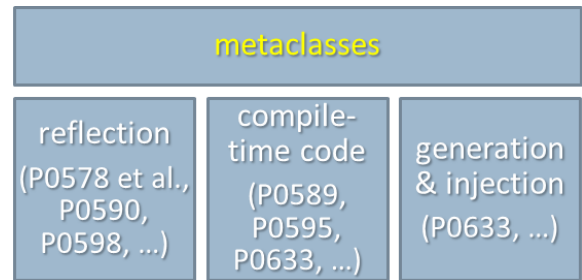 metaclasses
reflection
(P0578 et al.,
P0590,
P0598, ...)
compile-
time code
(P0589,
P0595,
P0633, ...)
generation
& injection
(P0633, ...)